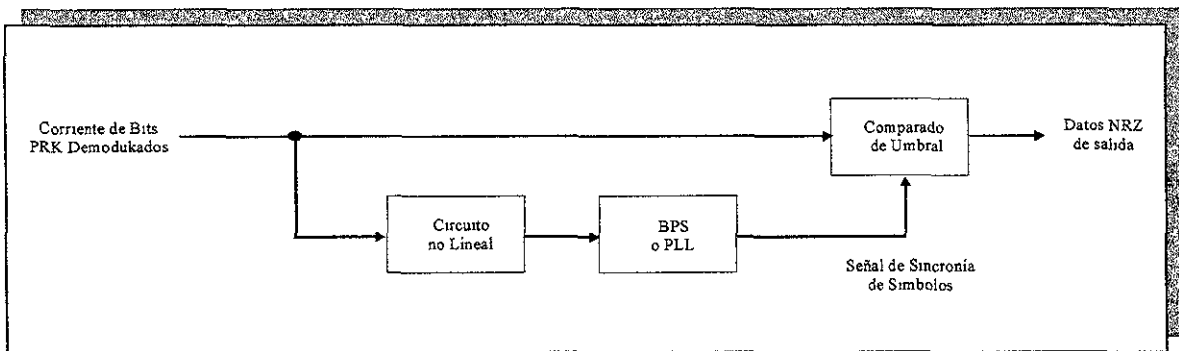 Corriente de Bits
PRK Demodukados
Comparado
de Umbral
Datos NRZ
de salida
Circuito
no Lineal
BPS
o PLL
Señal de Sincronía
de Simbolos